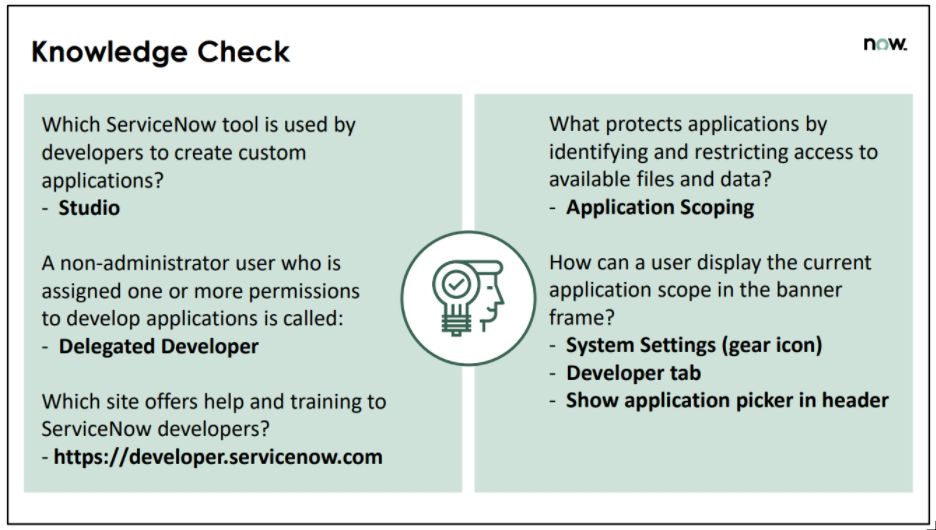 Knowledge Check
now.
Which ServiceNow tool is used by
developers to create custom
applications?
- Studio
A non-administrator user who is
assigned one or more permissions
to develop applications is called:
- Delegated Developer
Which site offers help and training to
ServiceNow developers?
- https://developer.servicenow.com
What protects applications by
identifying and restricting access to
available files and data?
- Application Scoping
How can a user display the current
application scope in the banner
frame?
- System Settings (gear icon)
- Developer tab
- Show application picker in header